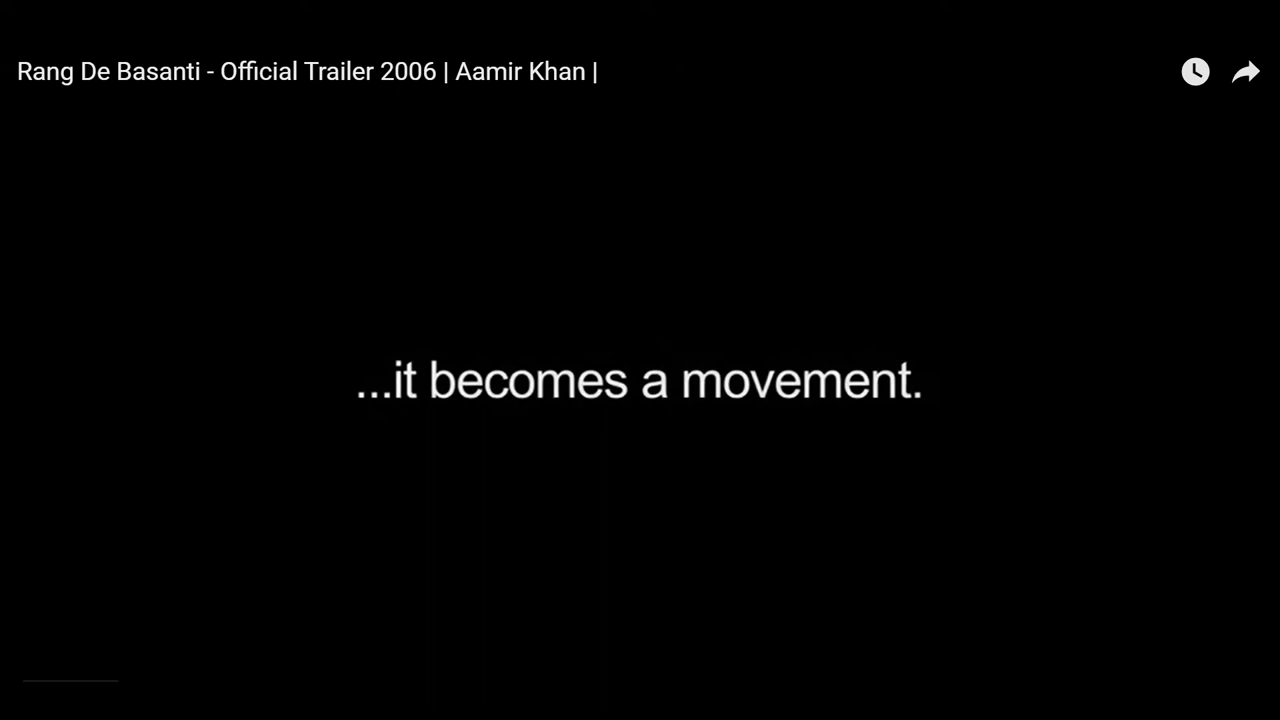 Rang De Basanti - Official Trailer 2006 | Aamir Khan |
...it becomes a movement.